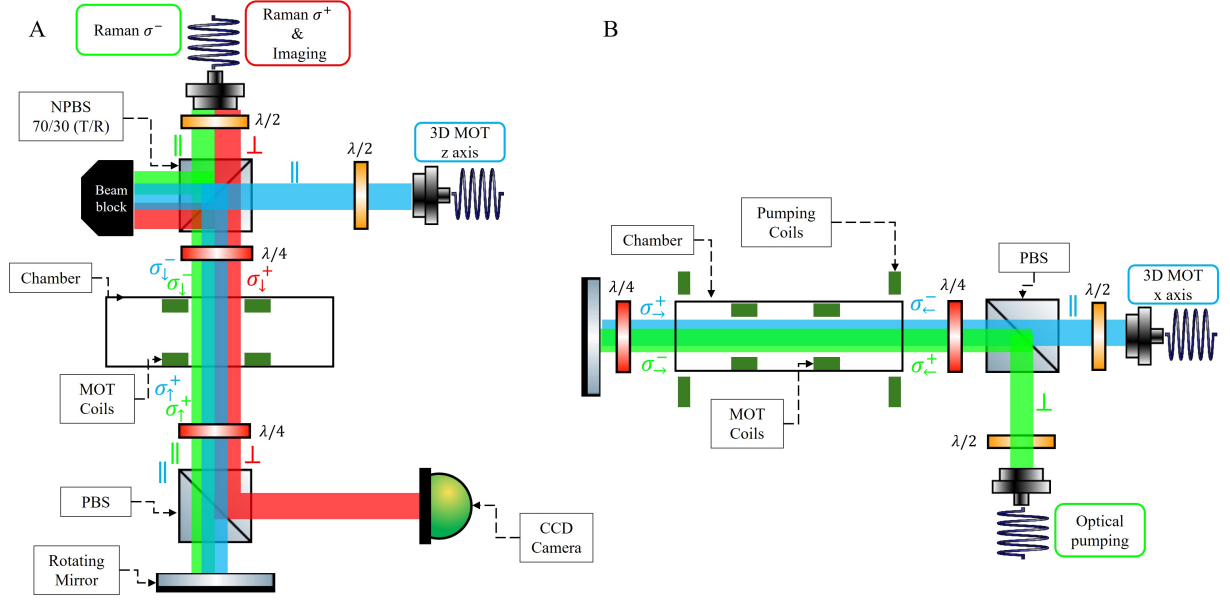 A
Raman σ⁻
Raman σ⁺
&
Imaging
NPBS
70/30 (T/R)
λ/2
∥
⊥
∥
λ/2
3D MOT
z axis
Beam
block
λ/4
Chamber
σ↓⁻
σ↓⁻
σ↓⁺
MOT
Coils
σ↑⁺
σ↑⁺
λ/4
∥
∥
⊥
PBS
CCD
Camera
Rotating
Mirror
B
Pumping
Coils
Chamber
PBS
λ/4
σ→⁺
σ←⁻
λ/4
∥
λ/2
3D MOT
x axis
σ→⁻
σ←⁺
MOT
Coils
⊥
λ/2
Optical
pumping